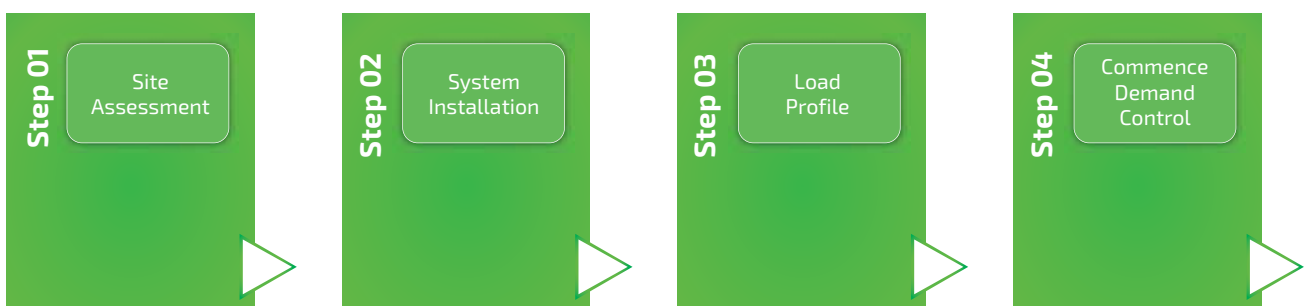 Step 01
Site
Assessment
Step 02
System
Installation
Step 03
Load
Profile
Step 04
Commence
Demand
Control